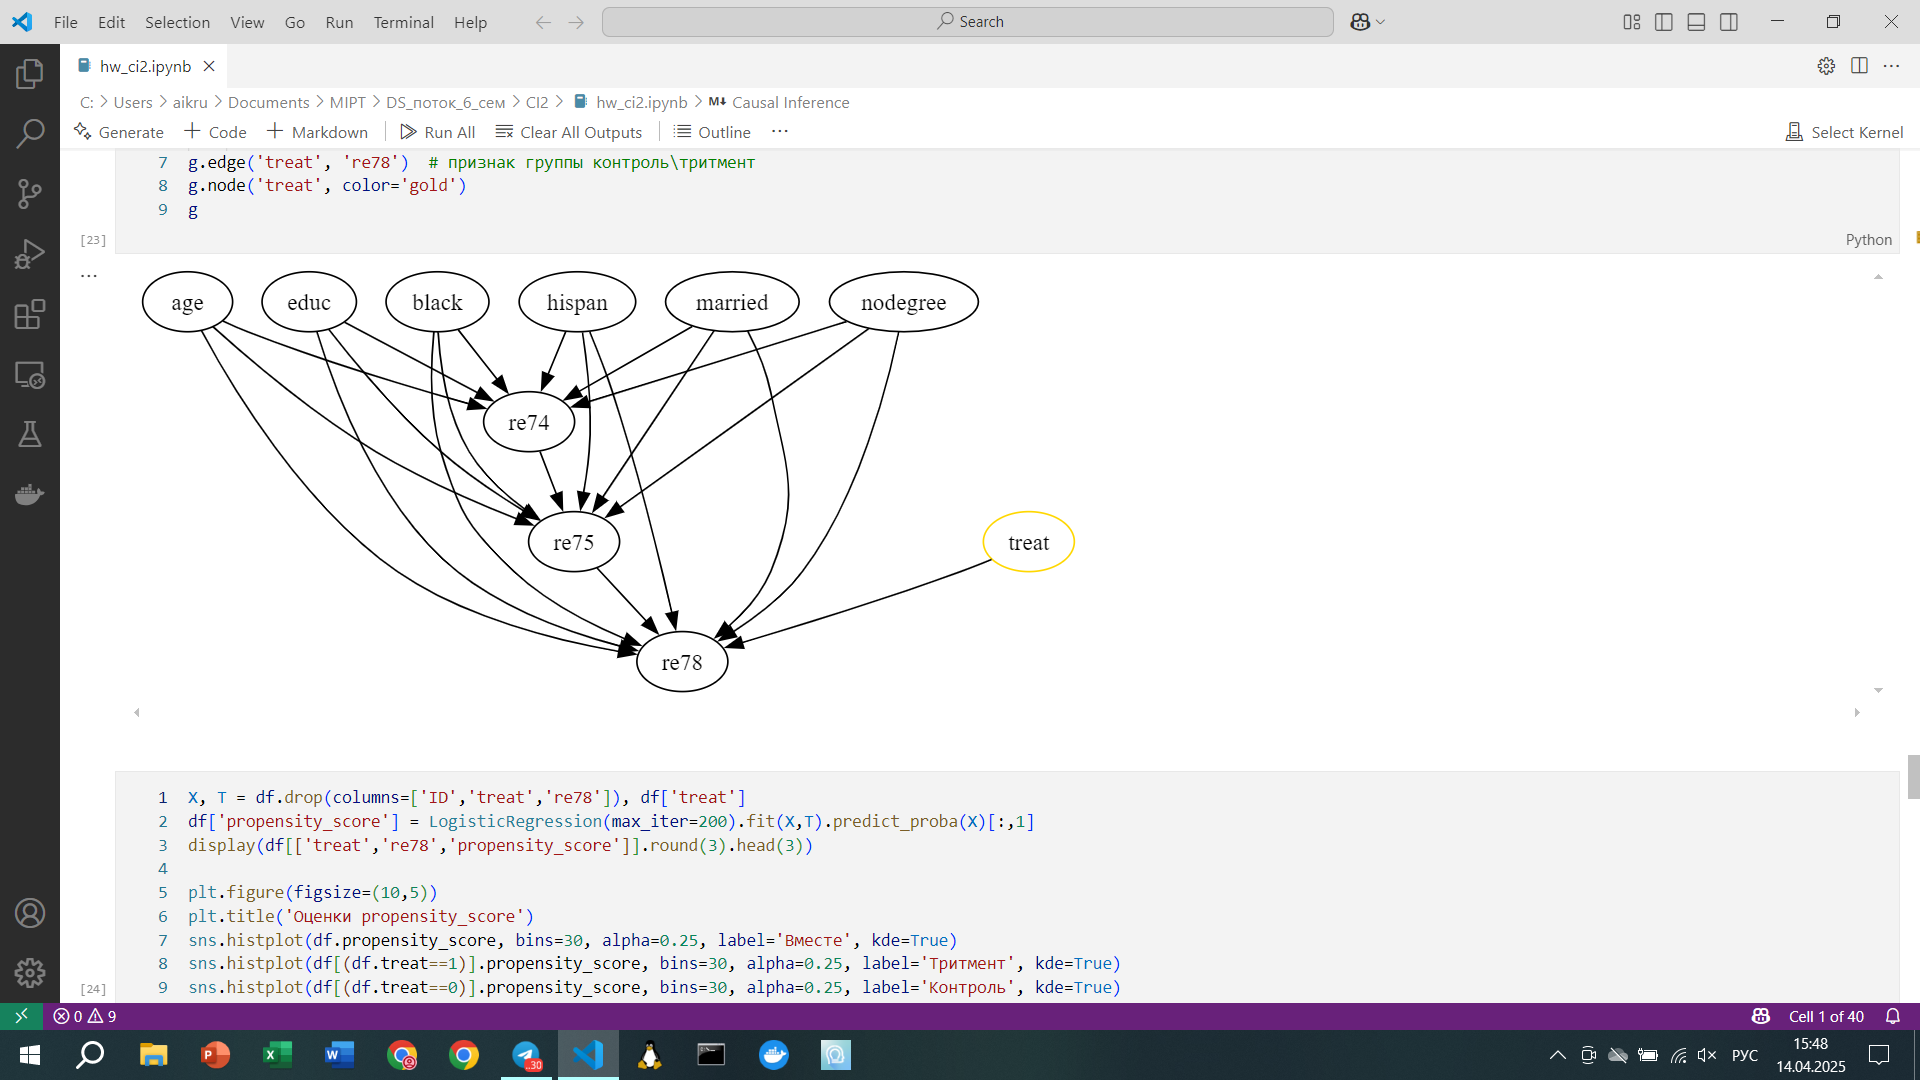 File Edit Selection View Go Run Terminal Help
Search
hw_ci2.ipynb
C: > Users > aikru > Documents > MIPT > DS_поток_6_сем > CI2 > hw_ci2.ipynb > M↓ Causal Inference
Generate + Code + Markdown Run All Clear All Outputs Outline ...
Select Kernel
7 g.edge('treat', 're78')  # признак группы контроль\тритмент
8 g.node('treat', color='gold')
9 g
[23]
Python
...
age educ black hispan married nodegree
re74
re75
treat
re78
1 X, T = df.drop(columns=['ID','treat','re78']), df['treat']
2 df['propensity_score'] = LogisticRegression(max_iter=200).fit(X,T).predict_proba(X)[:,1]
3 display(df[['treat','re78','propensity_score']].round(3).head(3))
4
5 plt.figure(figsize=(10,5))
6 plt.title('Оценки propensity_score')
7 sns.histplot(df.propensity_score, bins=30, alpha=0.25, label='Вместе', kde=True)
8 sns.histplot(df[(df.treat==1)].propensity_score, bins=30, alpha=0.25, label='Тритмент', kde=True)
9 sns.histplot(df[(df.treat==0)].propensity_score, bins=30, alpha=0.25, label='Контроль', kde=True)
[24]
0 9
Cell 1 of 40
..30
РУС
15:48
14.04.2025